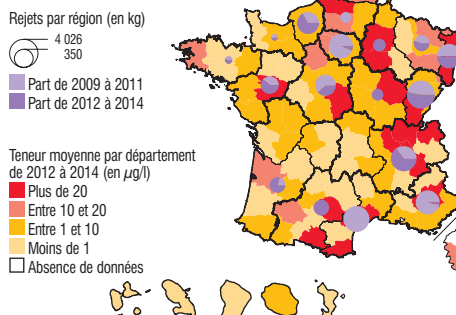 Rejets par région (en kg)
4 026
350
Part de 2009 à 2011
Part de 2012 à 2014
Teneur moyenne par département
de 2012 à 2014 (en µg/l)
Plus de 20
Entre 10 et 20
Entre 1 et 10
Moins de 1
Absence de données